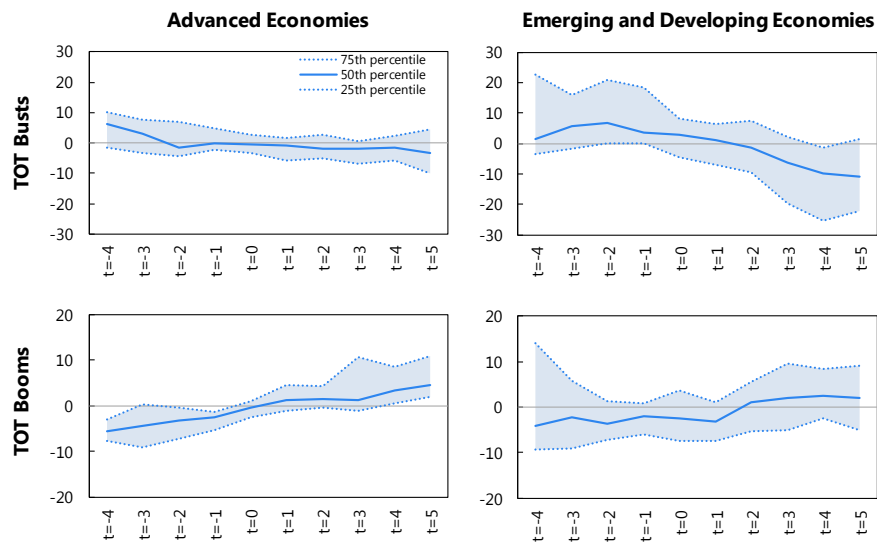 Advanced Economies
Emerging and Developing Economies
TOT Busts
30
20
10
0
-10
-20
-30
75th percentile
50th percentile
25th percentile
t=-4
t=-3
t=-2
t=-1
t=0
t=1
t=2
t=3
t=4
t=5
30
20
10
0
-10
-20
-30
t=-4
t=-3
t=-2
t=-1
t=0
t=1
t=2
t=3
t=4
t=5
TOT Booms
20
10
0
-10
-20
t=-4
t=-3
t=-2
t=-1
t=0
t=1
t=2
t=3
t=4
t=5
20
10
0
-10
-20
t=-4
t=-3
t=-2
t=-1
t=0
t=1
t=2
t=3
t=4
t=5